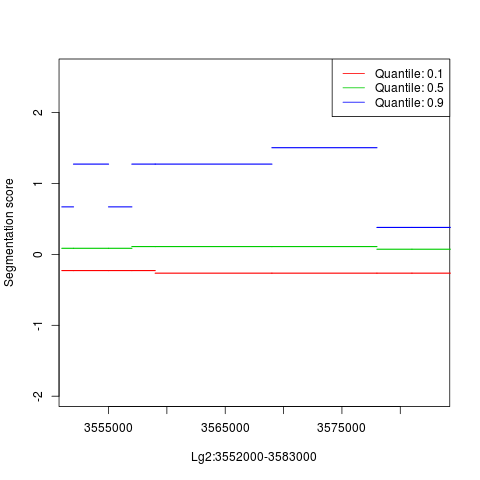 Quantile: 0.1
Quantile: 0.5
Quantile: 0.9
Segmentation score
2
1
0
-1
-2
3555000 3565000 3575000
Lg2:3552000-3583000